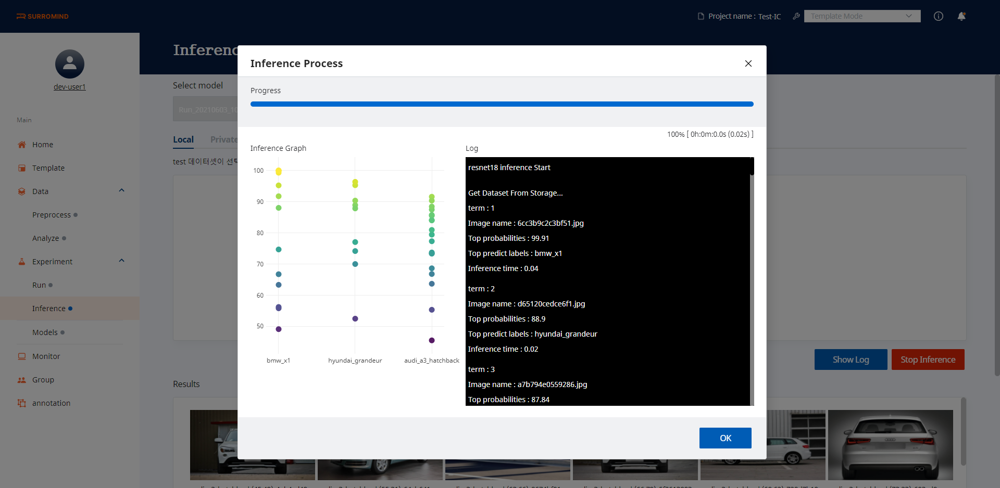 SURROMIND
Project name : Test-IC
Template Mode
dev-user1
Main
Home
Template
Data
Preprocess
Analyze
Experiment
Run
Inference
Models
Monitor
Group
annotation
Select model
Local
Private
test 데이터셋이
Show Log
Stop Inference
Results
Inference Process
Progress
100% [ 0h:0m:0.0s (0.02s) ]
Inference Graph
100
90
80
70
60
50
bmw_x1
hyundai_grandeur
audi_a3_hatchback
Log
resnet18 inference Start
Get Dataset From Storage...
term : 1
Image name : 6cc3b9c2c3bf51.jpg
Top probabilities : 99.91
Top predict labels : bmw_x1
Inference time : 0.04
term : 2
Image name : d65120cedce6f1.jpg
Top probabilities : 88.9
Top predict labels : hyundai_grandeur
Inference time : 0.02
term : 3
Image name : a7b794e0559286.jpg
Top probabilities : 87.84
OK